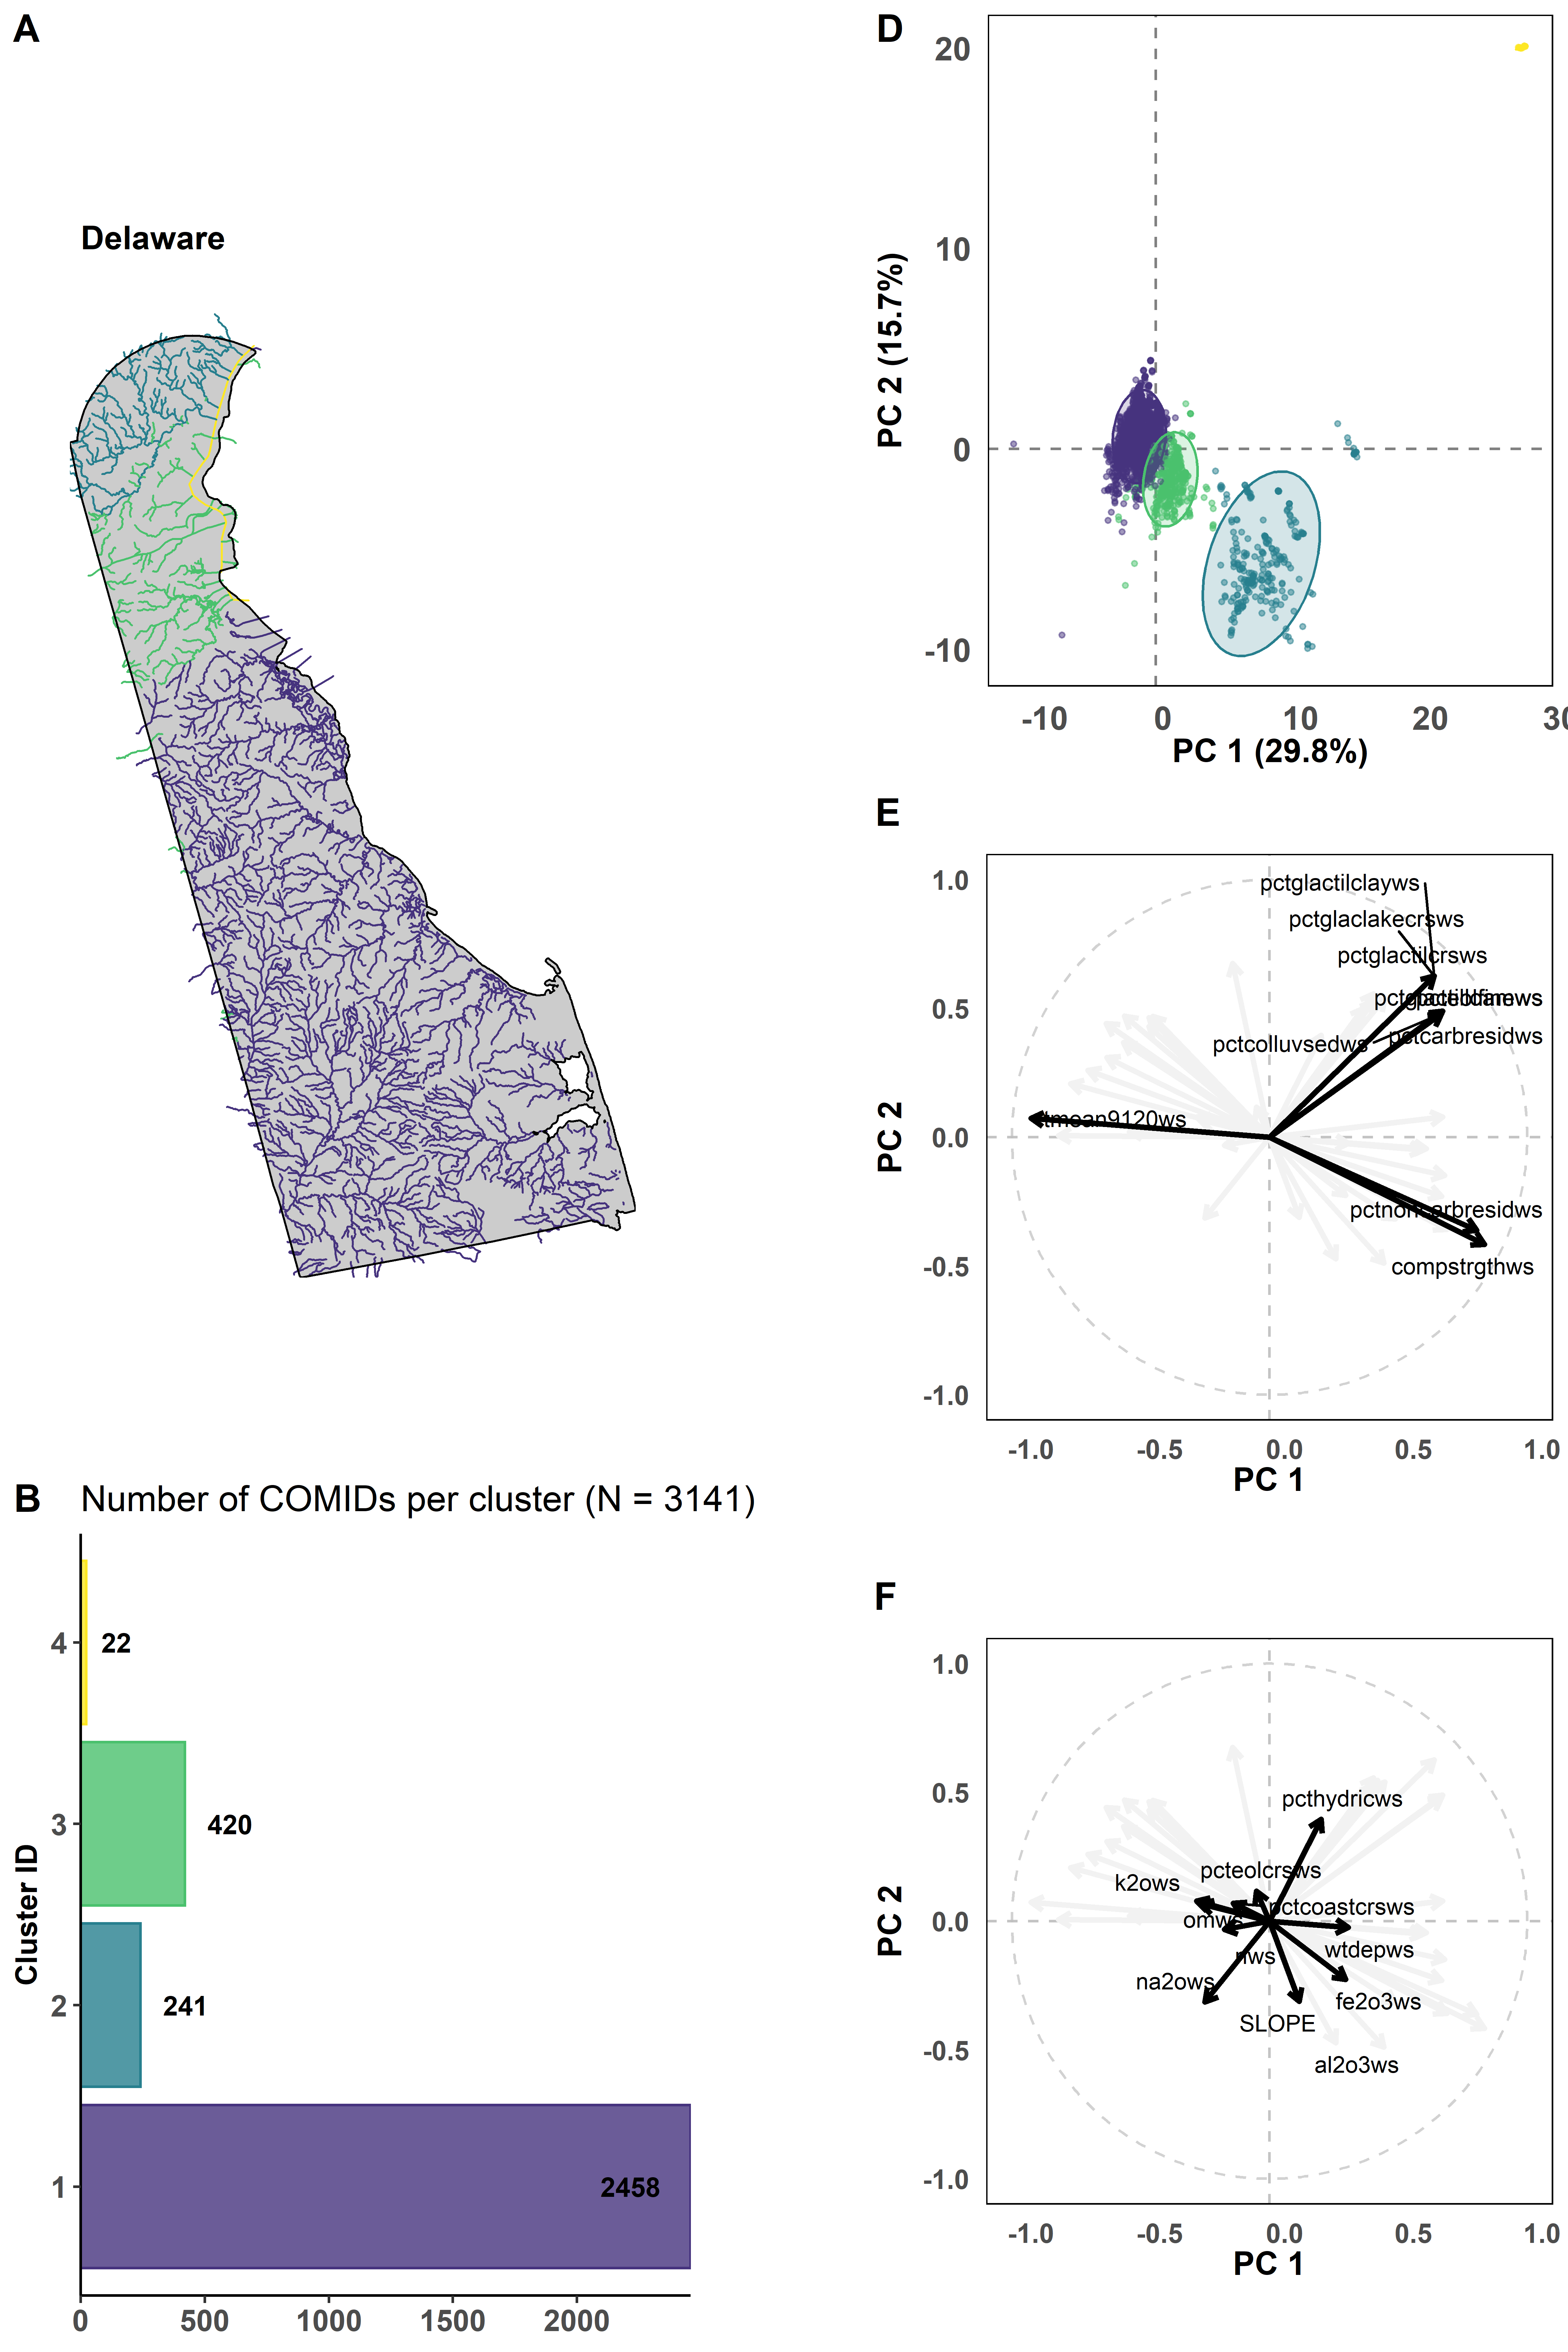 A
Delaware
B Number of COMIDs per cluster (N = 3141)
Cluster ID
4 22
3 420
2 241
1 2458
0 500 1000 1500 2000
D
PC 2 (15.7%)
20
10
0
-10
-10 0 10 20 30
PC 1 (29.8%)
E
PC 2
1.0
0.5
0.0
-0.5
-1.0
pctglactilclayws
pctglaclakecrsws
pctglactilcrsws
pctcarbresidws
pctcolluvsedws
tmean9120ws
pctnoncarbresidws
compstrgthws
-1.0 -0.5 0.0 0.5 1.0
PC 1
F
PC 2
1.0
0.5
0.0
-0.5
-1.0
pcthydricws
pcteolcrsws
k2ows
pctcoastcrsws
omws
wtdepws
nws
na2ows
fe2o3ws
SLOPE
al2o3ws
-1.0 -0.5 0.0 0.5 1.0
PC 1